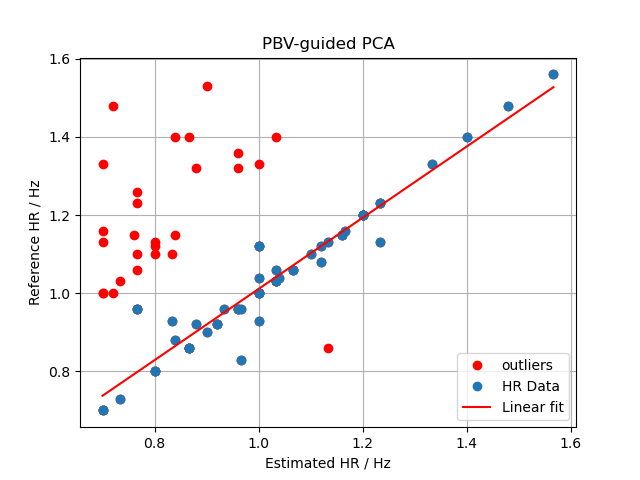 PBV-guided PCA
1.6
1.4
1.2
1.0
0.8
Reference HR / Hz
outliers
HR Data
Linear fit
0.8 1.0 1.2 1.4 1.6
Estimated HR / Hz